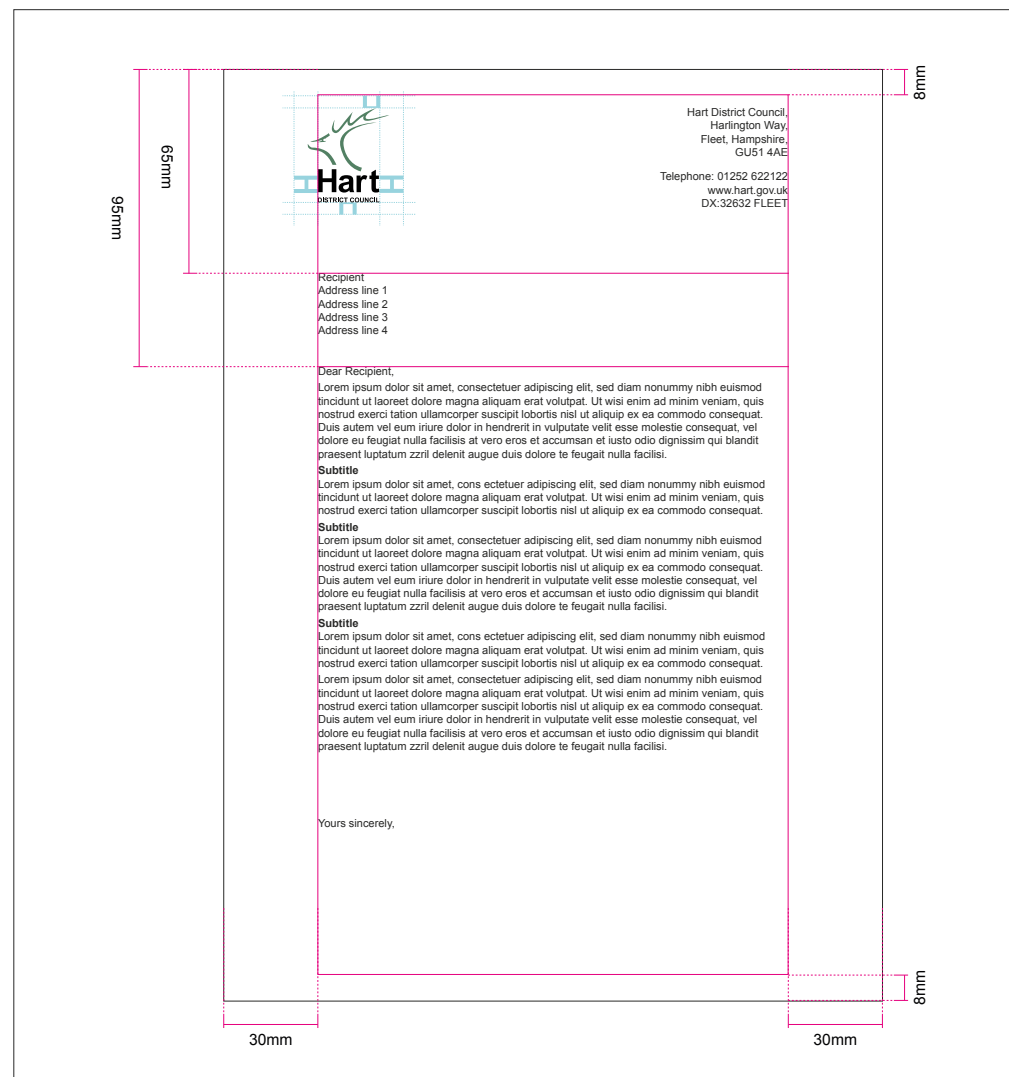 8mm
65mm
95mm
Hart
DISTRICT COUNCIL
Hart District Council,
Harlington Way,
Fleet, Hampshire,
GU51 4AE
Telephone: 01252 622122
www.hart.gov.uk
DX:32632 FLEET
Recipient
Address line 1
Address line 2
Address line 3
Address line 4
Dear Recipient,
Lorem ipsum dolor sit amet, consectetuer adipiscing elit, sed diam nonummy nibh euismod
tincidunt ut laoreet dolore magna aliquam erat volutpat. Ut wisi enim ad minim veniam, quis
nostrud exerci tation ullamcorper suscipit lobortis nisl ut aliquip ex ea commodo consequat.
Duis autem vel eum iriure dolor in hendrerit in vulputate velit esse molestie consequat, vel
dolore eu feugiat nulla facilisis at vero eros et accumsan et iusto odio dignissim qui blandit
praesent luptatum zzril delenit augue duis dolore te feugait nulla facilisi.
Subtitle
Lorem ipsum dolor sit amet, cons ectetuer adipiscing elit, sed diam nonummy nibh euismod
tincidunt ut laoreet dolore magna aliquam erat volutpat. Ut wisi enim ad minim veniam, quis
nostrud exerci tation ullamcorper suscipit lobortis nisl ut aliquip ex ea commodo consequat.
Subtitle
Lorem ipsum dolor sit amet, consectetuer adipiscing elit, sed diam nonummy nibh euismod
tincidunt ut laoreet dolore magna aliquam erat volutpat. Ut wisi enim ad minim veniam, quis
nostrud exerci tation ullamcorper suscipit lobortis nisl ut aliquip ex ea commodo consequat.
Duis autem vel eum iriure dolor in hendrerit in vulputate velit esse molestie consequat, vel
dolore eu feugiat nulla facilisis at vero eros et accumsan et iusto odio dignissim qui blandit
praesent luptatum zzril delenit augue duis dolore te feugait nulla facilisi.
Subtitle
Lorem ipsum dolor sit amet, cons ectetuer adipiscing elit, sed diam nonummy nibh euismod
tincidunt ut laoreet dolore magna aliquam erat volutpat. Ut wisi enim ad minim veniam, quis
nostrud exerci tation ullamcorper suscipit lobortis nisl ut aliquip ex ea commodo consequat.
Lorem ipsum dolor sit amet, consectetuer adipiscing elit, sed diam nonummy nibh euismod
tincidunt ut laoreet dolore magna aliquam erat volutpat. Ut wisi enim ad minim veniam, quis
nostrud exerci tation ullamcorper suscipit lobortis nisl ut aliquip ex ea commodo consequat.
Duis autem vel eum iriure dolor in hendrerit in vulputate velit esse molestie consequat, vel
dolore eu feugiat nulla facilisis at vero eros et accumsan et iusto odio dignissim qui blandit
praesent luptatum zzril delenit augue duis dolore te feugait nulla facilisi.
Yours sincerely,
8mm
30mm
30mm